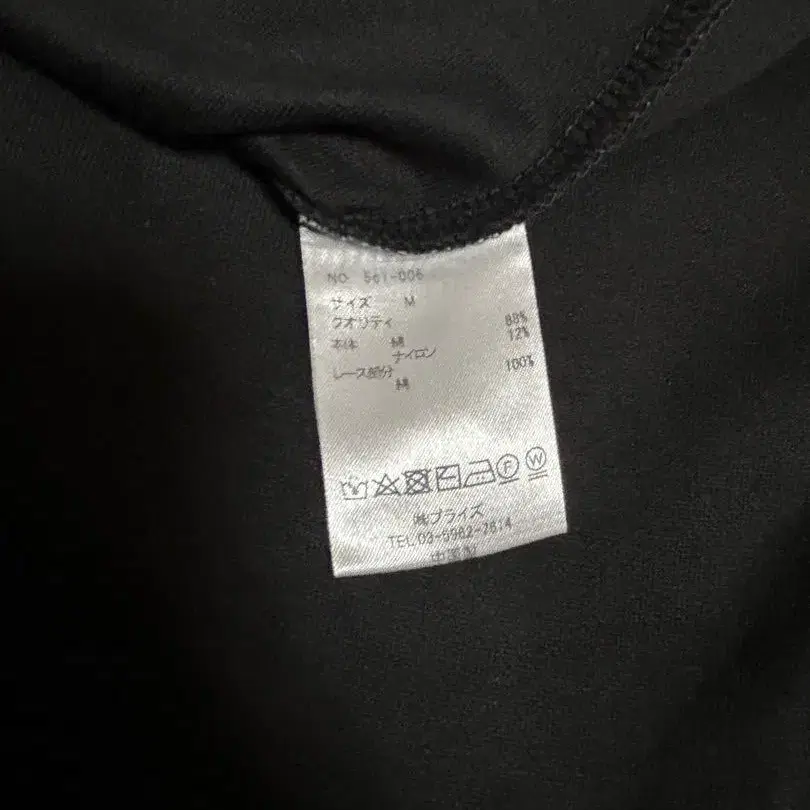 NO. 561-006
サイズ M
クオリティ
本体 綿 88%
ナイロン 12%
レース部分
綿 100%
F W
㈱プライズ
TEL.03-5962-7614
中国製